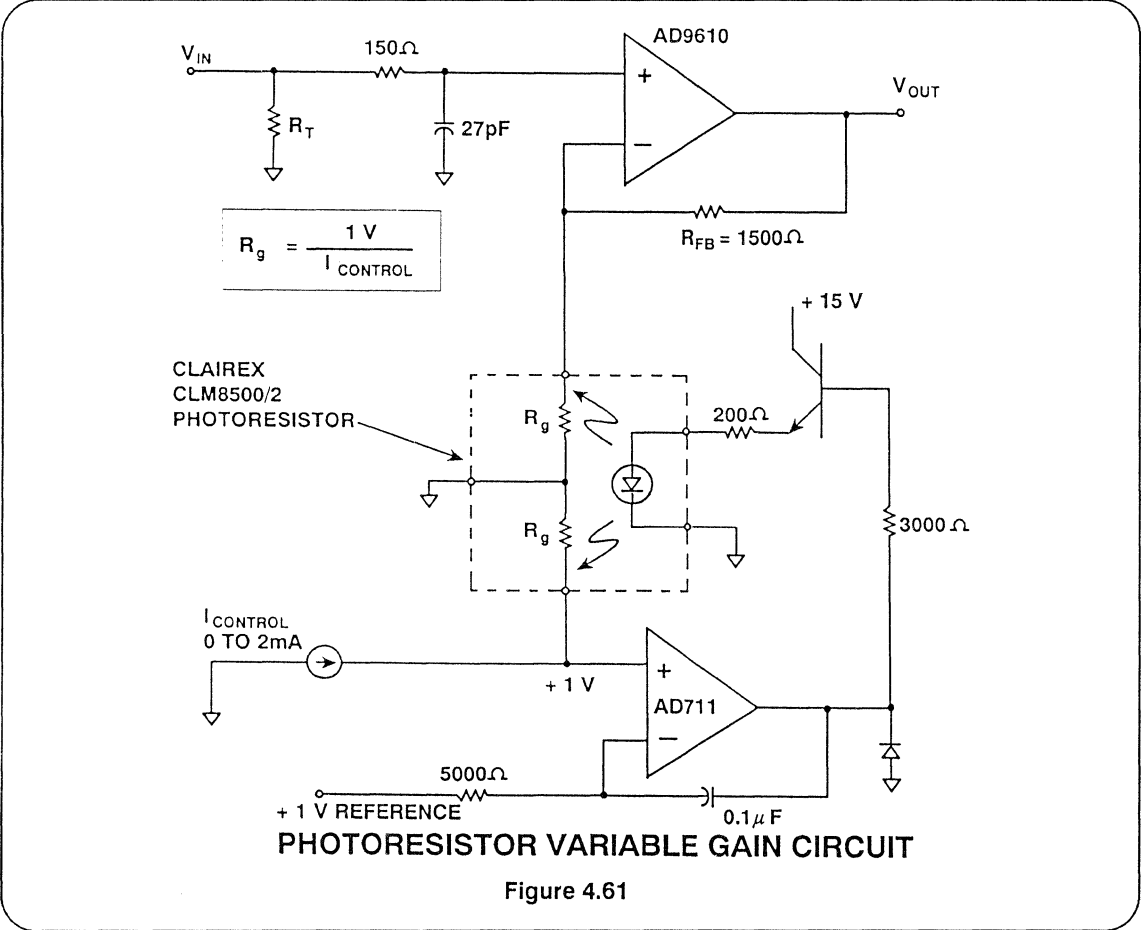 AD9610
V_IN
150Ω
+
V_OUT
R_T
27pF
−
R_g = 1 V / I_CONTROL
R_FB = 1500Ω
+ 15 V
CLAIREX
CLM8500/2
PHOTORESISTOR
R_g
200Ω
R_g
3000 Ω
I_CONTROL
0 TO 2mA
+
+ 1 V
AD711
−
5000Ω
+ 1 V REFERENCE
0.1μF
PHOTORESISTOR VARIABLE GAIN CIRCUIT
Figure 4.61